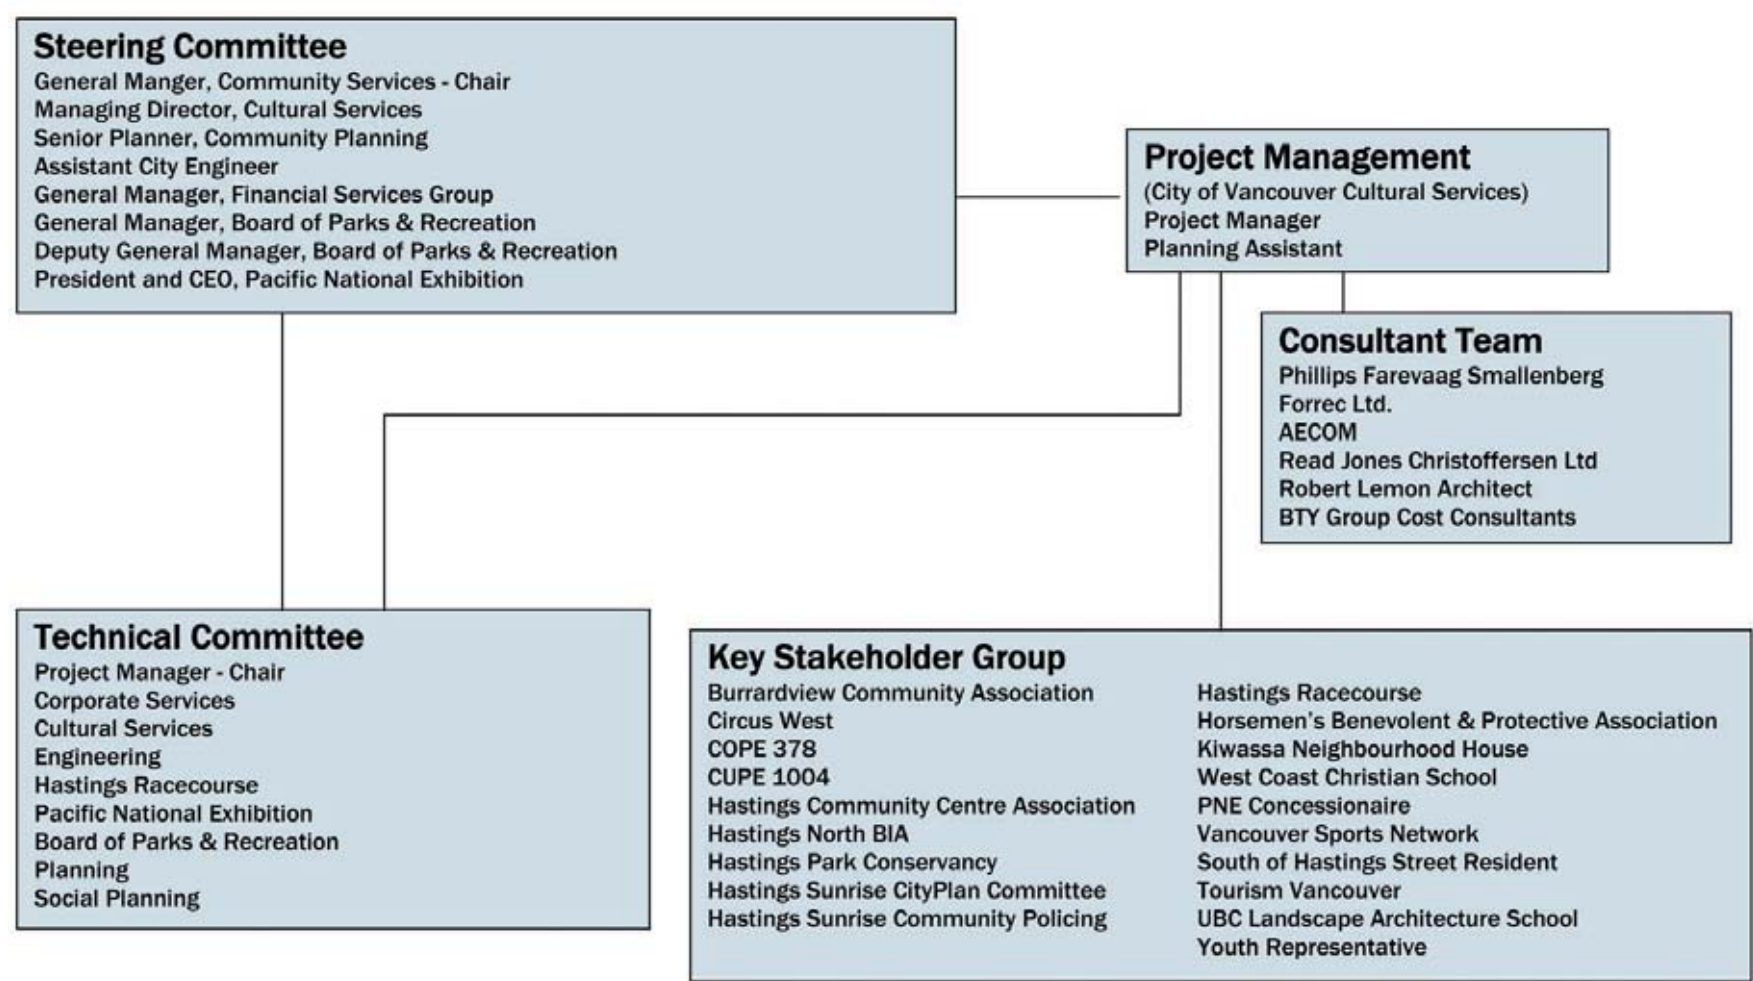 Steering Committee
General Manger, Community Services - Chair
Managing Director, Cultural Services
Senior Planner, Community Planning
Assistant City Engineer
General Manager, Financial Services Group
General Manager, Board of Parks & Recreation
Deputy General Manager, Board of Parks & Recreation
President and CEO, Pacific National Exhibition
Project Management
(City of Vancouver Cultural Services)
Project Manager
Planning Assistant
Consultant Team
Phillips Farevaag Smallenberg
Forrec Ltd.
AECOM
Read Jones Christoffersen Ltd
Robert Lemon Architect
BTY Group Cost Consultants
Technical Committee
Project Manager - Chair
Corporate Services
Cultural Services
Engineering
Hastings Racecourse
Pacific National Exhibition
Board of Parks & Recreation
Planning
Social Planning
Key Stakeholder Group
Burrardview Community Association
Circus West
COPE 378
CUPE 1004
Hastings Community Centre Association
Hastings North BIA
Hastings Park Conservancy
Hastings Sunrise CityPlan Committee
Hastings Sunrise Community Policing
Hastings Racecourse
Horsemen's Benevolent & Protective Association
Kiwassa Neighbourhood House
West Coast Christian School
PNE Concessionaire
Vancouver Sports Network
South of Hastings Street Resident
Tourism Vancouver
UBC Landscape Architecture School
Youth Representative